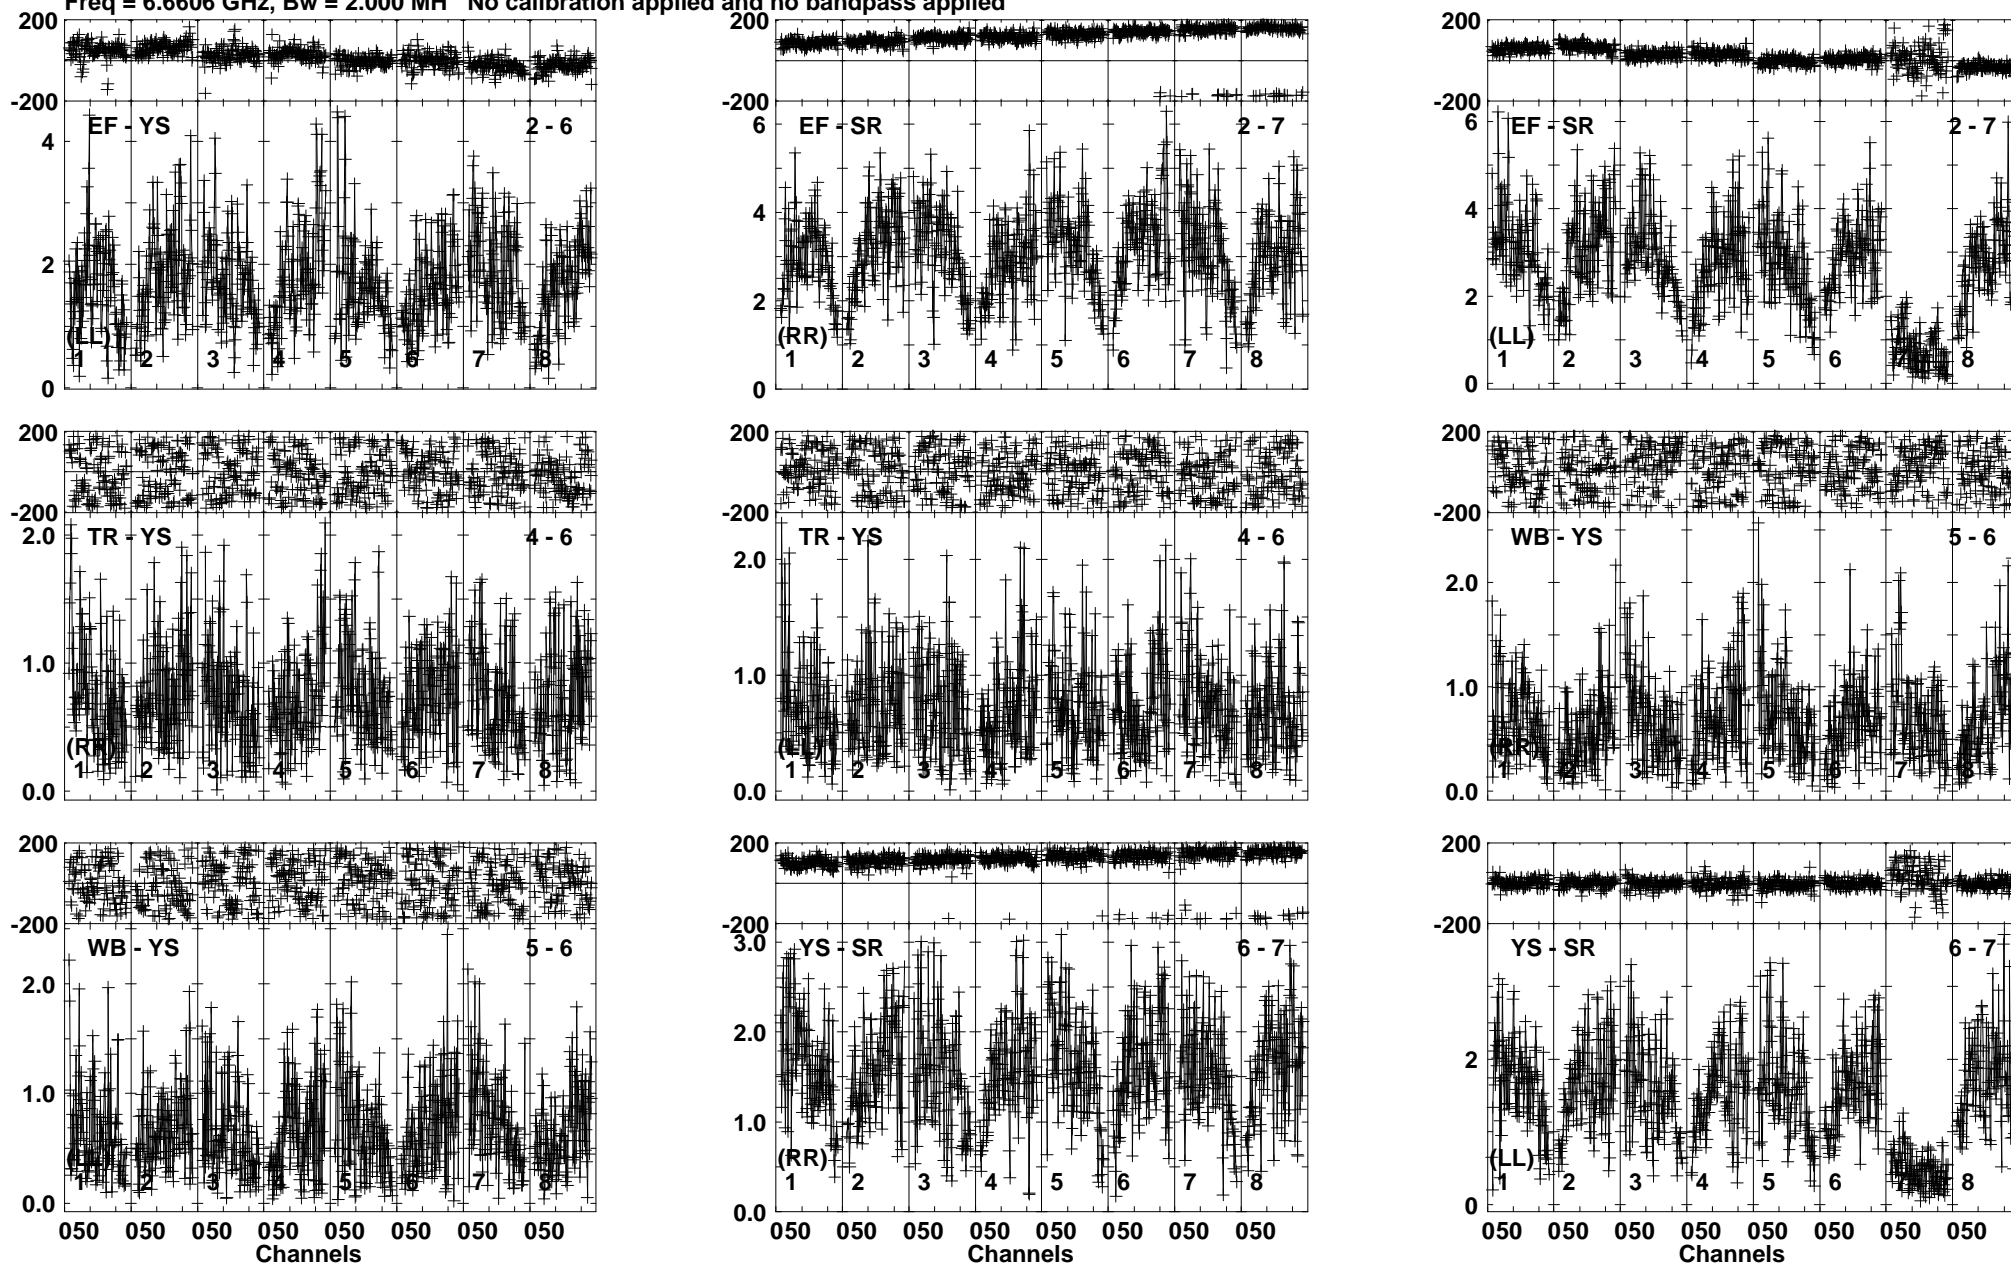 Freq = 6.6606 GHz, Bw = 2.000 MH No calibration applied and no bandpass applied
200 200 200
-200 -200 -200
EF - YS 2 - 6 EF - SR 2 - 7 EF - SR 2 - 7
4 6 6
4 4
2 2 2
(LL) (RR) (LL)
1 2 3 4 5 6 7 8 1 2 3 4 5 6 7 8 1 2 3 4 5 6 7 8
0 0 0
200 200 200
-200 -200 -200
TR - YS 4 - 6 TR - YS 4 - 6 WB - YS 5 - 6
2.0 2.0 2.0
1.0 1.0 1.0
(RR) (LL) (RR)
1 2 3 4 5 6 7 8 1 2 3 4 5 6 7 8 1 2 3 4 5 6 7 8
0.0 0.0 0.0
200 200 200
-200 -200 -200
WB - YS 5 - 6 YS - SR 6 - 7 YS - SR 6 - 7
3.0
2.0 2.0 2
1.0 1.0
(LL) (RR) (LL)
1 2 3 4 5 6 7 8 1 2 3 4 5 6 7 8 1 2 3 4 5 6 7 8
0.0 0.0 0
050 050 050 050 050 050 050 050 050 050 050 050 050 050 050 050 050 050 050 050 050 050 050 050
Channels Channels Channels